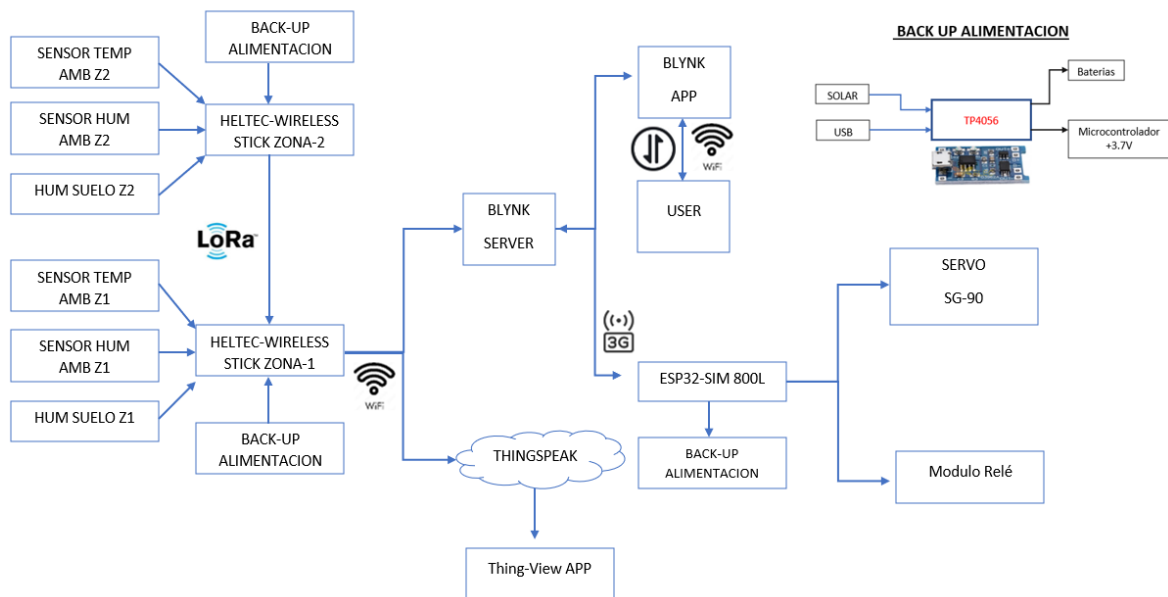 BACK-UP
ALIMENTACION
SENSOR TEMP
AMB Z2
SENSOR HUM
AMB Z2
HUM SUELO Z2
HELTEC-WIRELESS
STICK ZONA-2
LoRa™
SENSOR TEMP
AMB Z1
SENSOR HUM
AMB Z1
HUM SUELO Z1
HELTEC-WIRELESS
STICK ZONA-1
BACK-UP
ALIMENTACION
WiFi
BLYNK
SERVER
BLYNK
APP
WiFi
USER
3G
ESP32-SIM 800L
BACK-UP
ALIMENTACION
THINGSPEAK
Thing-View APP
SERVO
SG-90
Modulo Relé
BACK UP ALIMENTACION
SOLAR
USB
TP4056
Baterias
Microcontrolador
+3.7V